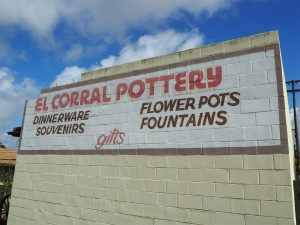 EL CORRAL POTTERY
DINNERWARE
SOUVENIRS
gifts
FLOWER POTS
FOUNTAINS